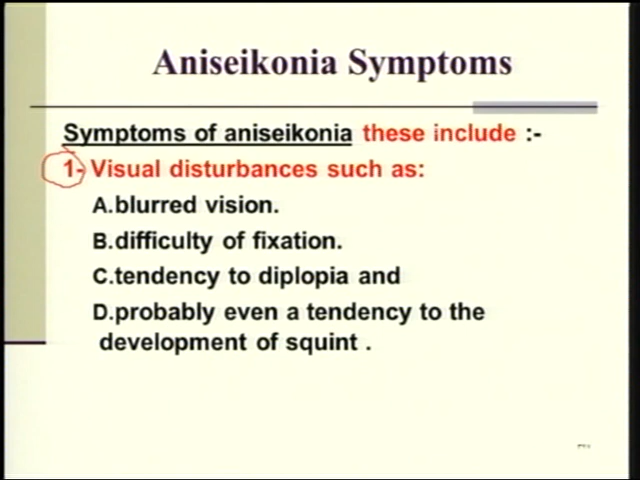 Aniseikonia Symptoms
Symptoms of aniseikonia these include :-
1- Visual disturbances such as:
A.blurred vision.
B.difficulty of fixation.
C.tendency to diplopia and
D.probably even a tendency to the
development of squint .